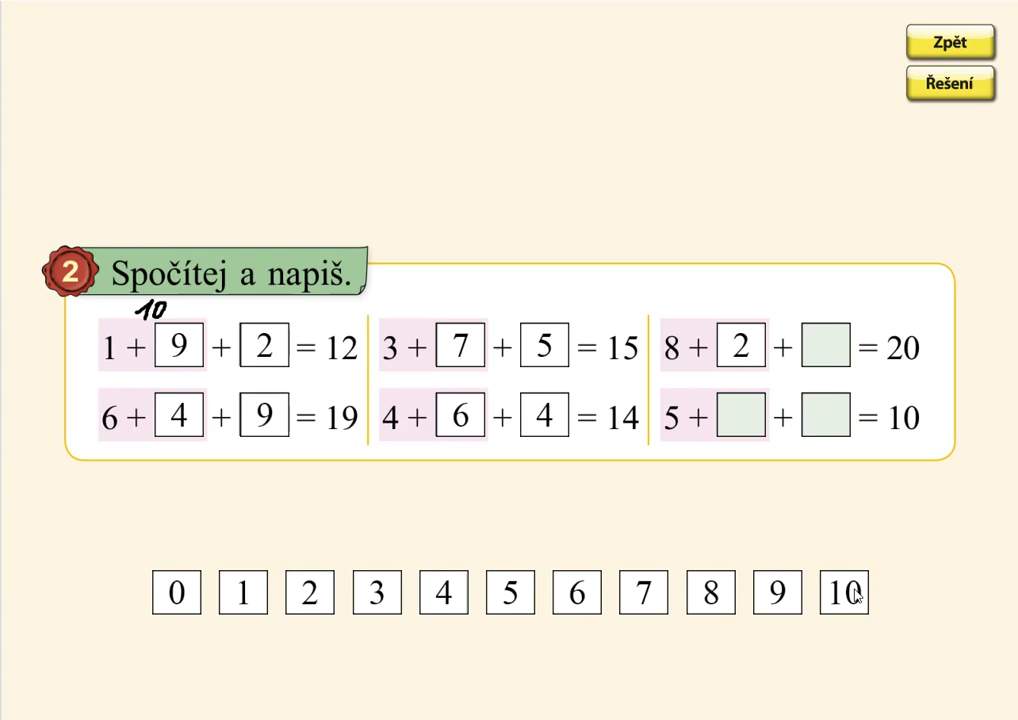 Zpět
Řešení
2 Spočítej a napiš.
10
1 + 9 + 2 = 12 3 + 7 + 5 = 15 8 + 2 + = 20
6 + 4 + 9 = 19 4 + 6 + 4 = 14 5 + + = 10
0 1 2 3 4 5 6 7 8 9 10